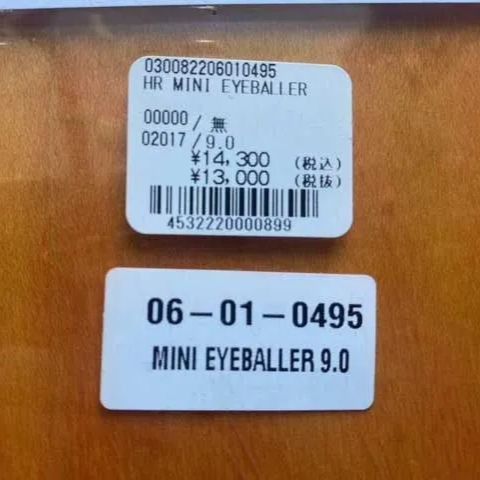 030082206010495
HR MINI EYEBALLER
00000/ 無
02017/9.0
¥14,300 (税込)
¥13,000 (税抜)
4532220000899
06-01-0495
MINI EYEBALLER 9.0